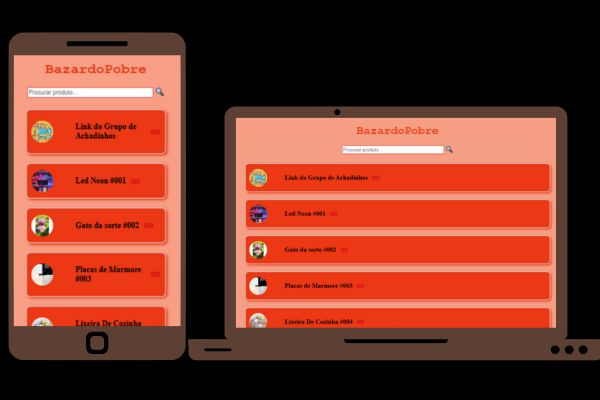 BazardoPobre
Procurar produto...
Link do Grupo de
Achadinhos
Led Neon #001
Gato da sorte #002
Placas de Marmore
#003
Lixeira De Cozinha
BazardoPobre
Procurar produto...
Link do Grupo de Achadinhos
Led Neon #001
Gato da sorte #002
Placas de Marmore #003
Lixeira De Cozinha #004